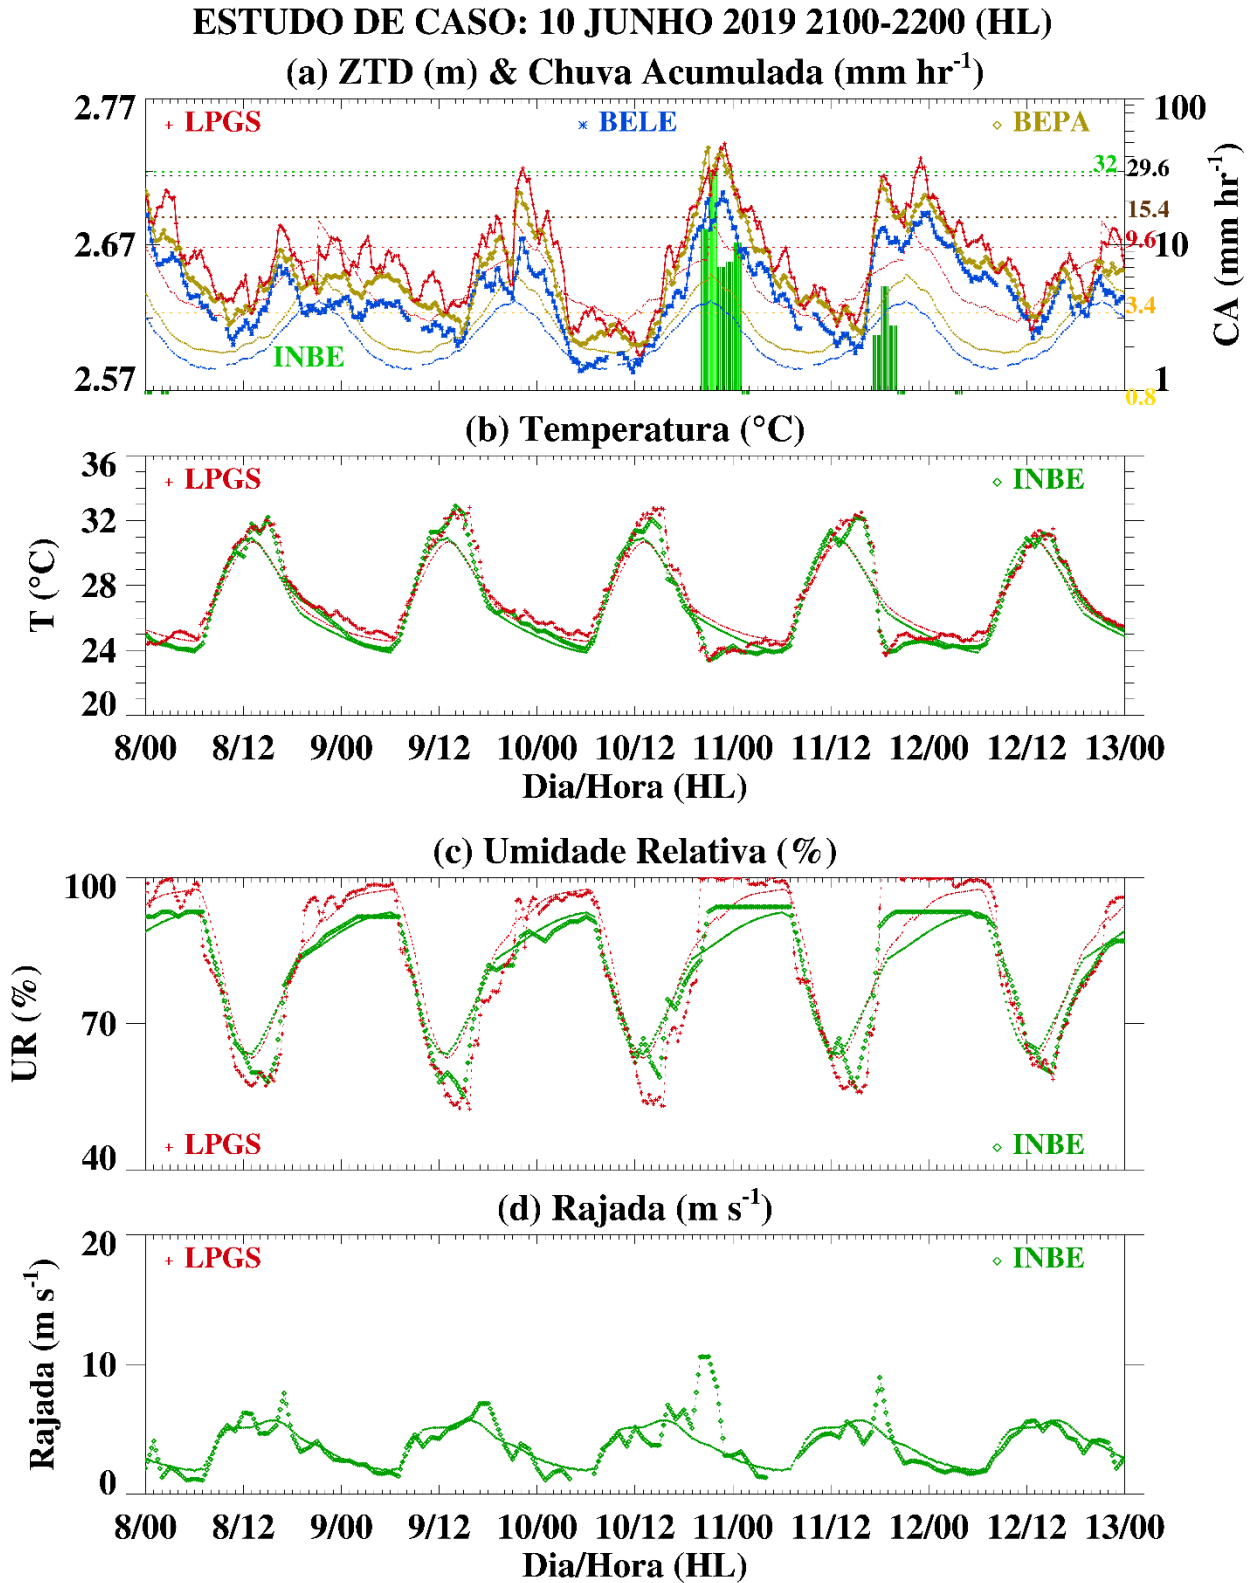 ESTUDO DE CASO: 10 JUNHO 2019 2100-2200 (HL)
(a) ZTD (m) & Chuva Acumulada (mm hr⁻¹)
2.77
2.67
2.57
LPGS
BELE
BEPA
INBE
100
32
29.6
15.4
10
9.6
3.4
1
0.8
CA (mm hr⁻¹)
(b) Temperatura (°C)
T (°C)
36
32
28
24
20
LPGS
INBE
8/00 8/12 9/00 9/12 10/00 10/12 11/00 11/12 12/00 12/12 13/00
Dia/Hora (HL)
(c) Umidade Relativa (%)
UR (%)
100
70
40
LPGS
INBE
(d) Rajada (m s⁻¹)
Rajada (m s⁻¹)
20
10
0
LPGS
INBE
8/00 8/12 9/00 9/12 10/00 10/12 11/00 11/12 12/00 12/12 13/00
Dia/Hora (HL)